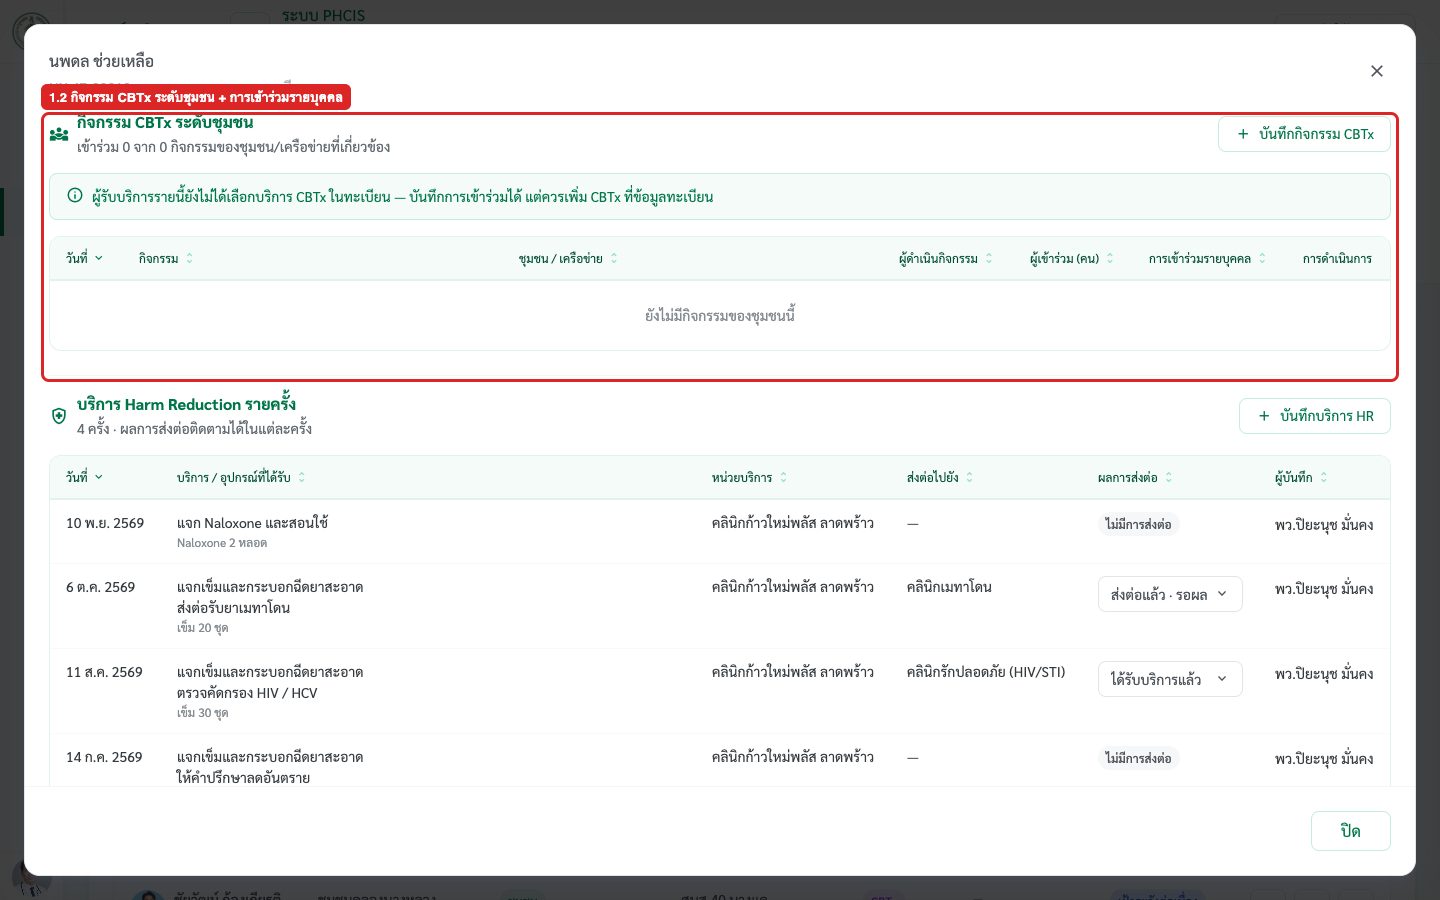 ระบบ PHCIS
นพดล ช่วยเหลือ
1.2 กิจกรรม CBTx ระดับชุมชน + การเข้าร่วมรายบุคคล
กิจกรรม CBTx ระดับชุมชน
เข้าร่วม 0 จาก 0 กิจกรรมของชุมชน/เครือข่ายที่เกี่ยวข้อง
+ บันทึกกิจกรรม CBTx
ผู้รับบริการรายนี้ยังไม่ได้เลือกบริการ CBTx ในทะเบียน — บันทึกการเข้าร่วมได้ แต่ควรเพิ่ม CBTx ที่ข้อมูลทะเบียน
วันที่ กิจกรรม ชุมชน / เครือข่าย ผู้ดำเนินกิจกรรม ผู้เข้าร่วม (คน) การเข้าร่วมรายบุคคล การดำเนินการ
ยังไม่มีกิจกรรมของชุมชนนี้
บริการ Harm Reduction รายครั้ง
4 ครั้ง · ผลการส่งต่อติดตามได้ในแต่ละครั้ง
+ บันทึกบริการ HR
วันที่ บริการ / อุปกรณ์ที่ได้รับ หน่วยบริการ ส่งต่อไปยัง ผลการส่งต่อ ผู้บันทึก
10 พ.ย. 2569 แจก Naloxone และสอนใช้ คลินิกก้าวใหม่พลัส ลาดพร้าว — ไม่มีการส่งต่อ พว.ปิยะนุช มั่นคง
Naloxone 2 หลอด
6 ต.ค. 2569 แจกเข็มและกระบอกฉีดยาสะอาด คลินิกก้าวใหม่พลัส ลาดพร้าว คลินิกเมทาโดน ส่งต่อแล้ว · รอผล พว.ปิยะนุช มั่นคง
ส่งต่อรับยาเมทาโดน
เข็ม 20 ชุด
11 ส.ค. 2569 แจกเข็มและกระบอกฉีดยาสะอาด คลินิกก้าวใหม่พลัส ลาดพร้าว คลินิกรักปลอดภัย (HIV/STI) ได้รับบริการแล้ว พว.ปิยะนุช มั่นคง
ตรวจคัดกรอง HIV / HCV
เข็ม 30 ชุด
14 ก.ค. 2569 แจกเข็มและกระบอกฉีดยาสะอาด คลินิกก้าวใหม่พลัส ลาดพร้าว — ไม่มีการส่งต่อ พว.ปิยะนุช มั่นคง
ให้คำปรึกษาลดอันตราย
ปิด